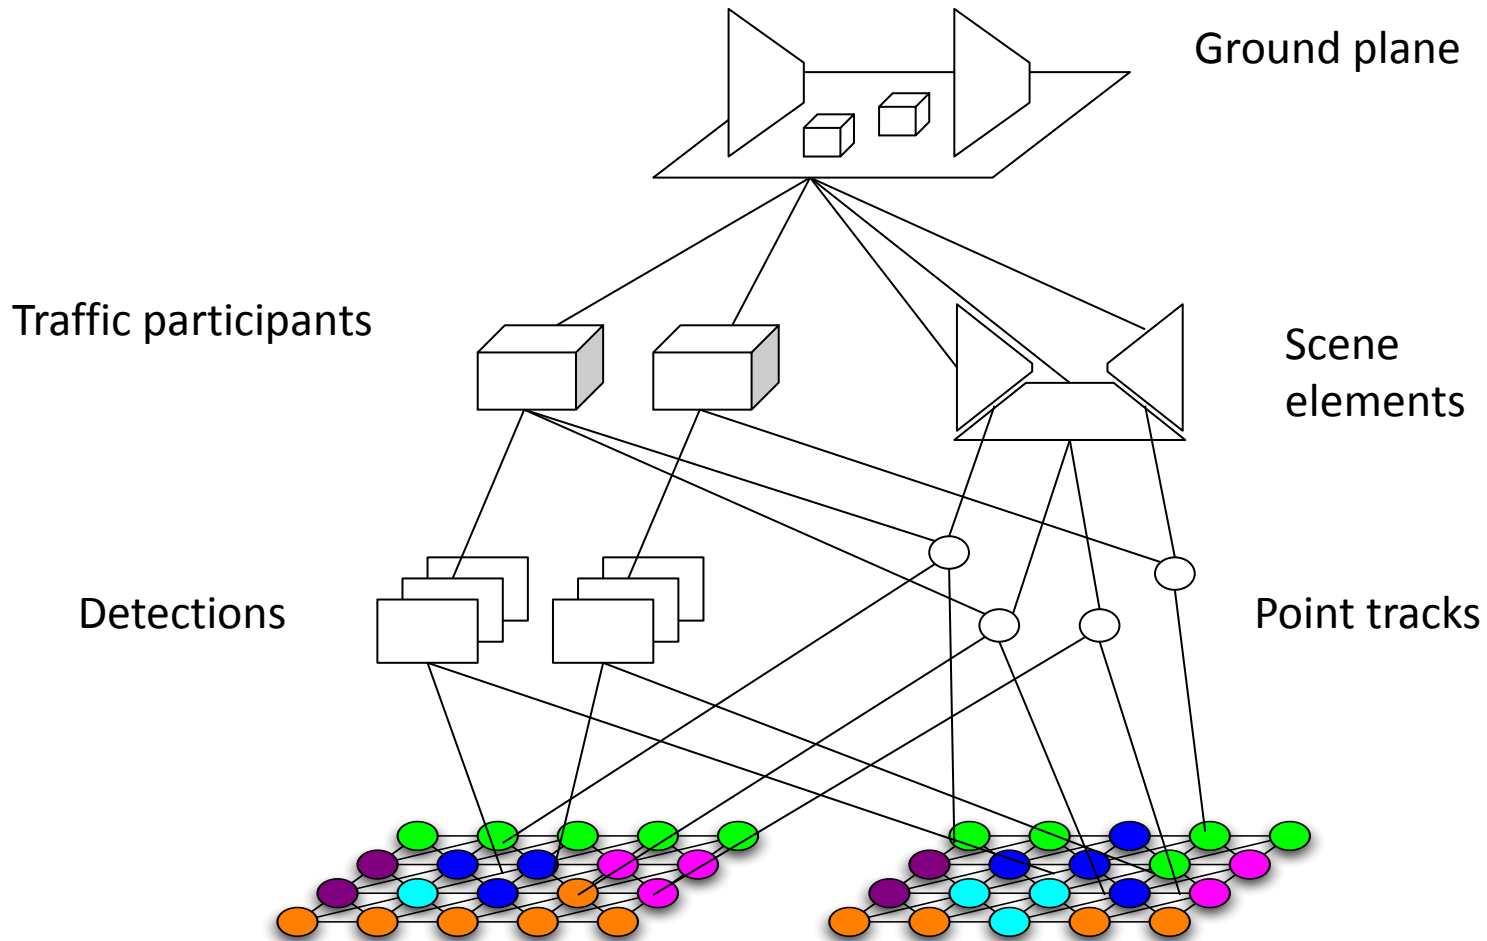 Ground plane
Traffic participants
Scene
elements
Detections
Point tracks